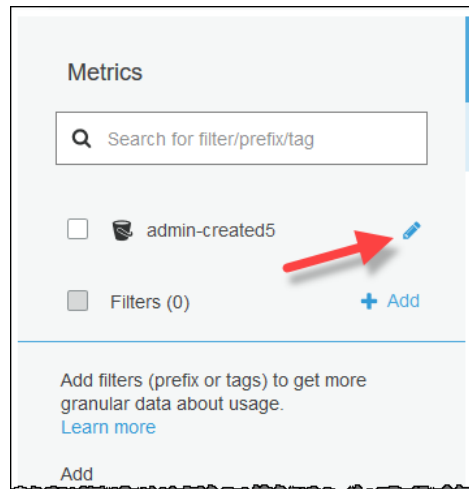 Metrics
Search for filter/prefix/tag
admin-created5
Filters (0) Add
Add filters (prefix or tags) to get more
granular data about usage.
Learn more
Add